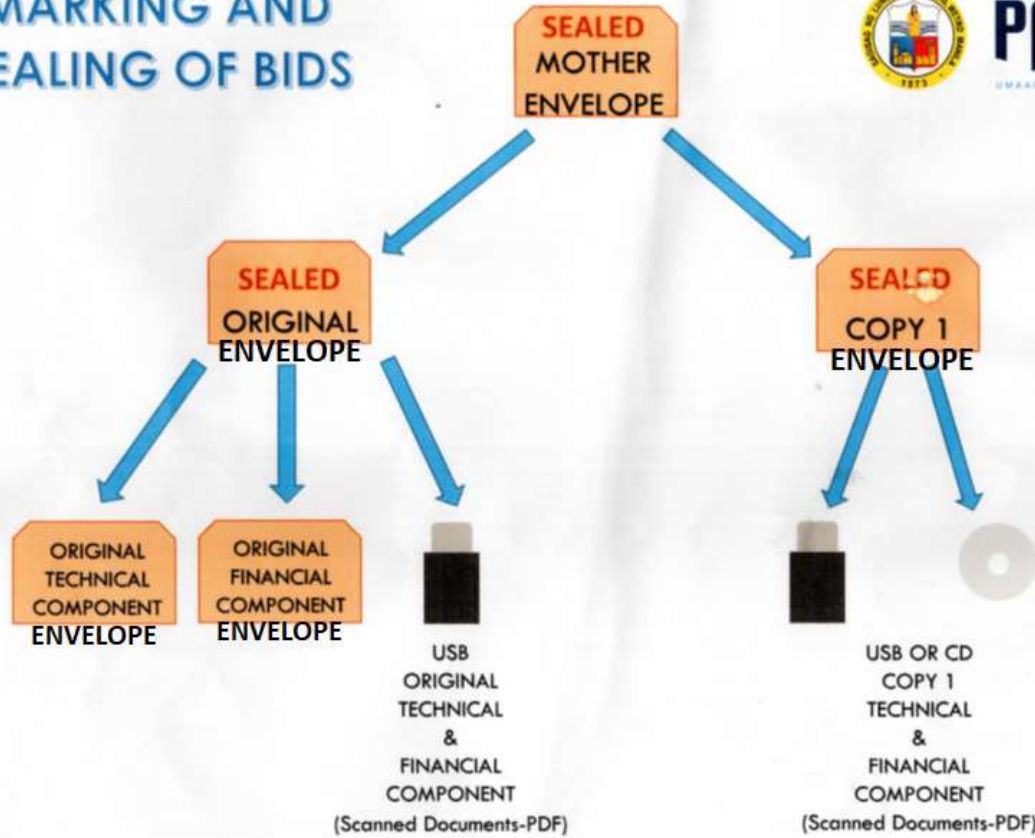 MARKING AND
EALING OF BIDS
SEALED
MOTHER
ENVELOPE
1873
SEALED
ORIGINAL
ENVELOPE
SEALED
COPY 1
ENVELOPE
ORIGINAL
TECHNICAL
COMPONENT
ENVELOPE
ORIGINAL
FINANCIAL
COMPONENT
ENVELOPE
USB
ORIGINAL
TECHNICAL
&
FINANCIAL
COMPONENT
(Scanned Documents-PDF)
USB OR CD
COPY 1
TECHNICAL
&
FINANCIAL
COMPONENT
(Scanned Documents-PDF)